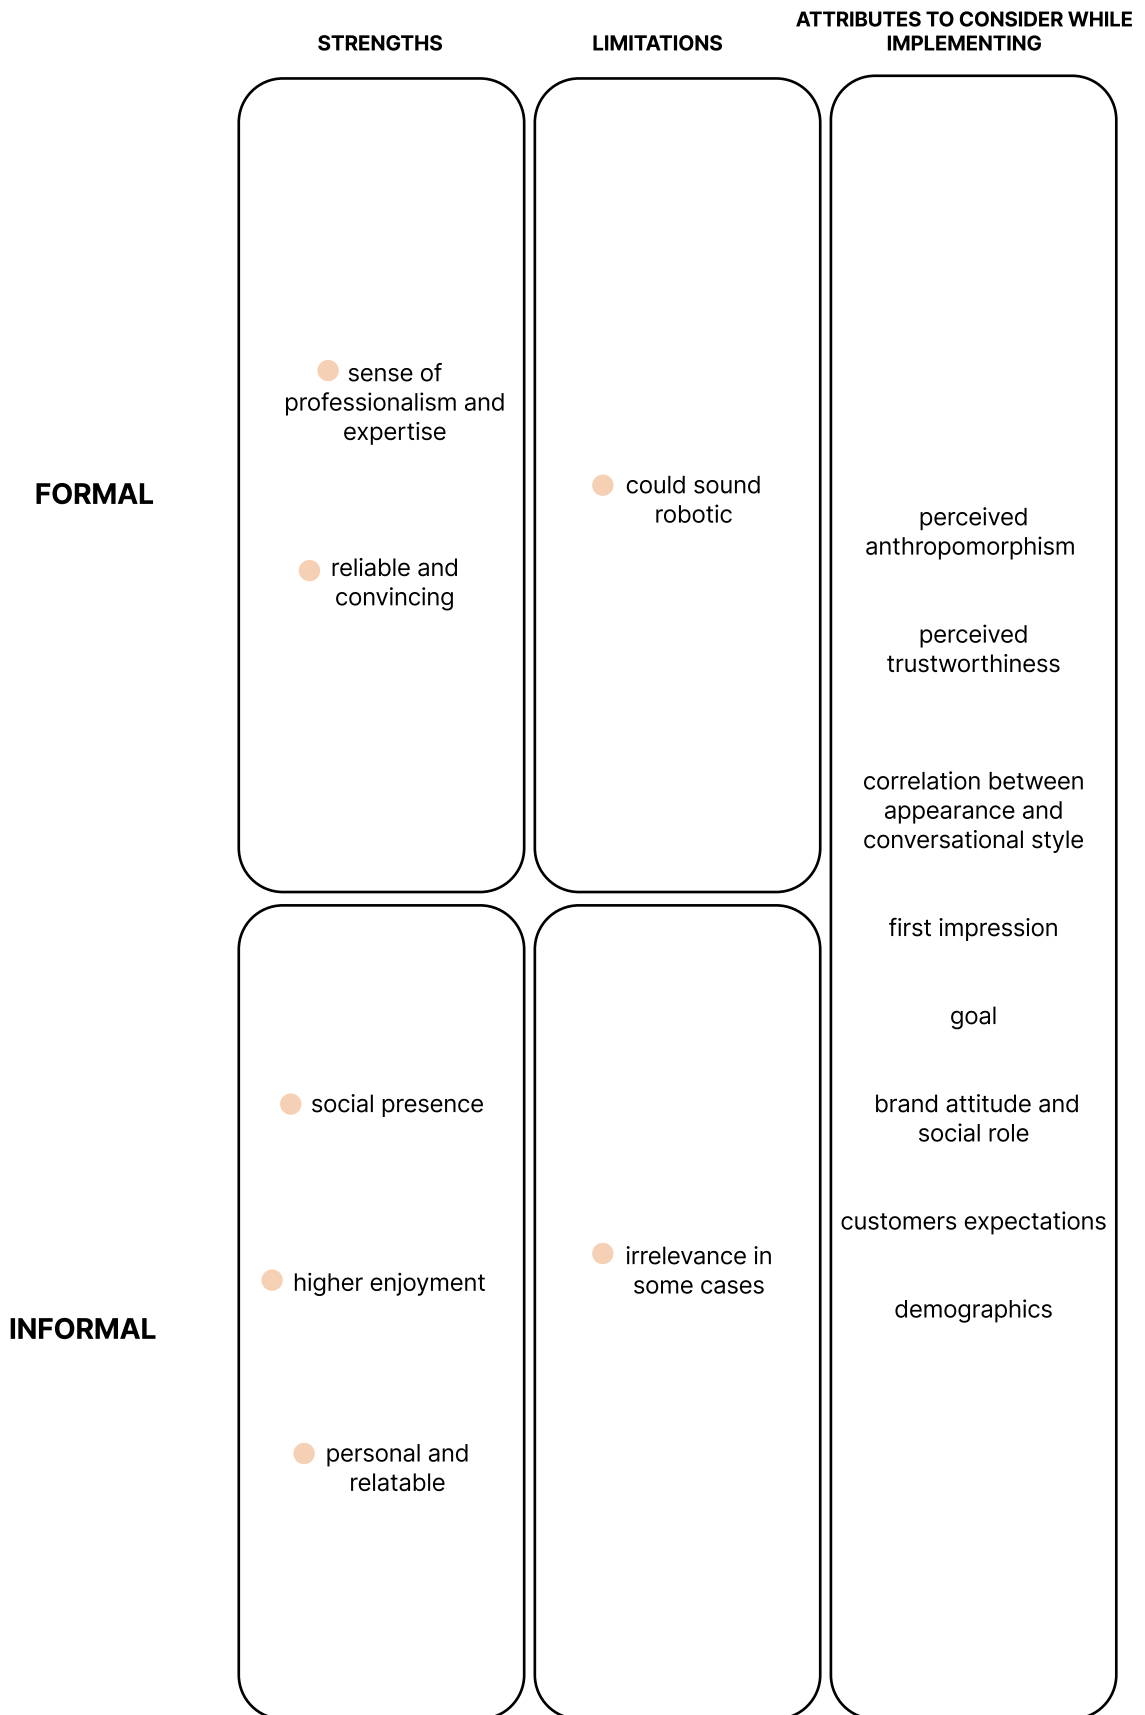 STRENGTHS
LIMITATIONS
ATTRIBUTES TO CONSIDER WHILE
IMPLEMENTING
FORMAL
sense of
professionalism and
expertise
reliable and
convincing
could sound
robotic
INFORMAL
social presence
higher enjoyment
personal and
relatable
irrelevance in
some cases
perceived
anthropomorphism
perceived
trustworthiness
correlation between
appearance and
conversational style
first impression
goal
brand attitude and
social role
customers expectations
demographics